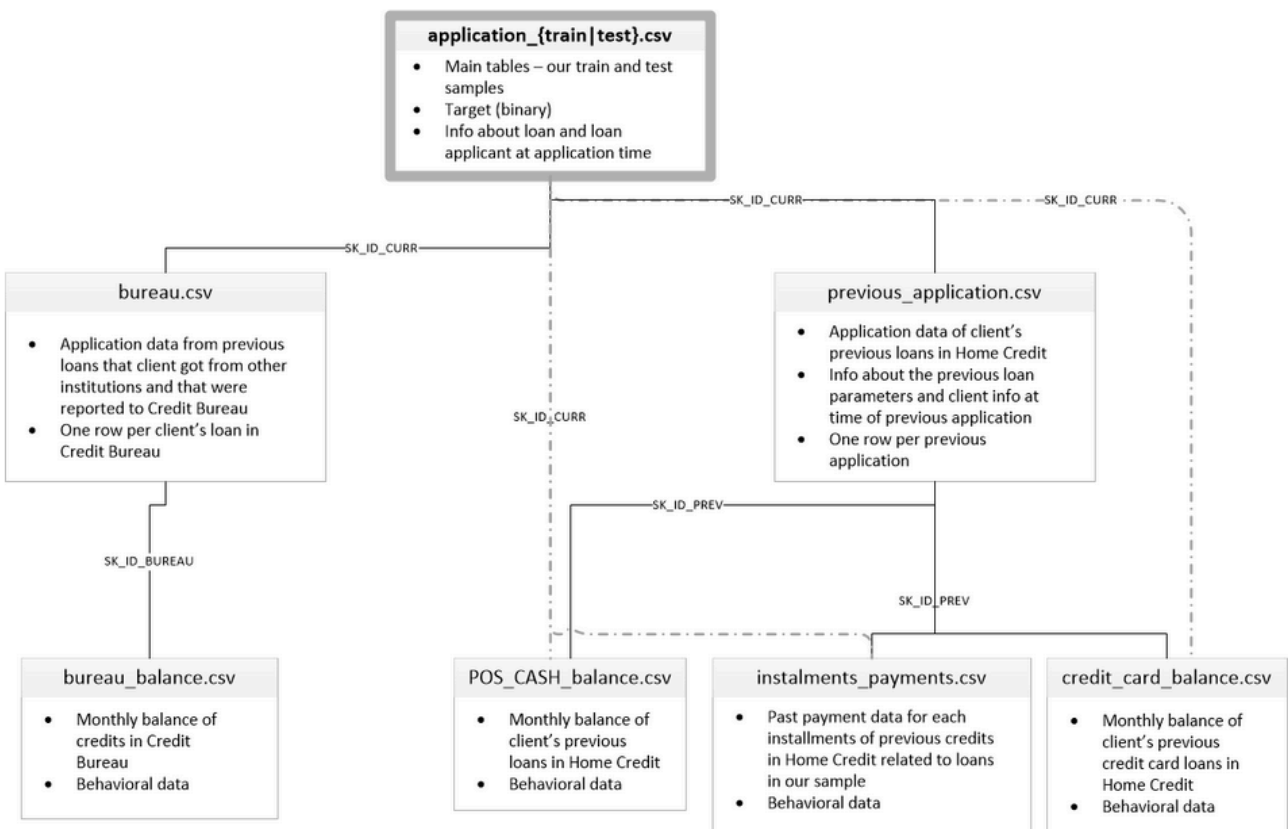 application_{train|test}.csv
• Main tables – our train and test
samples
• Target (binary)
• Info about loan and loan
applicant at application time
SK_ID_CURR
SK_ID_CURR
SK_ID_CURR
bureau.csv
• Application data from previous
loans that client got from other
institutions and that were
reported to Credit Bureau
• One row per client's loan in
Credit Bureau
previous_application.csv
• Application data of client's
previous loans in Home Credit
• Info about the previous loan
parameters and client info at
time of previous application
• One row per previous
application
SK_ID_CURR
SK_ID_PREV
SK_ID_BUREAU
SK_ID_PREV
bureau_balance.csv
• Monthly balance of
credits in Credit
Bureau
• Behavioral data
POS_CASH_balance.csv
• Monthly balance of
client's previous
loans in Home Credit
• Behavioral data
instalments_payments.csv
• Past payment data for each
installments of previous credits
in Home Credit related to loans
in our sample
• Behavioral data
credit_card_balance.csv
• Monthly balance of
client's previous
credit card loans in
Home Credit
• Behavioral data